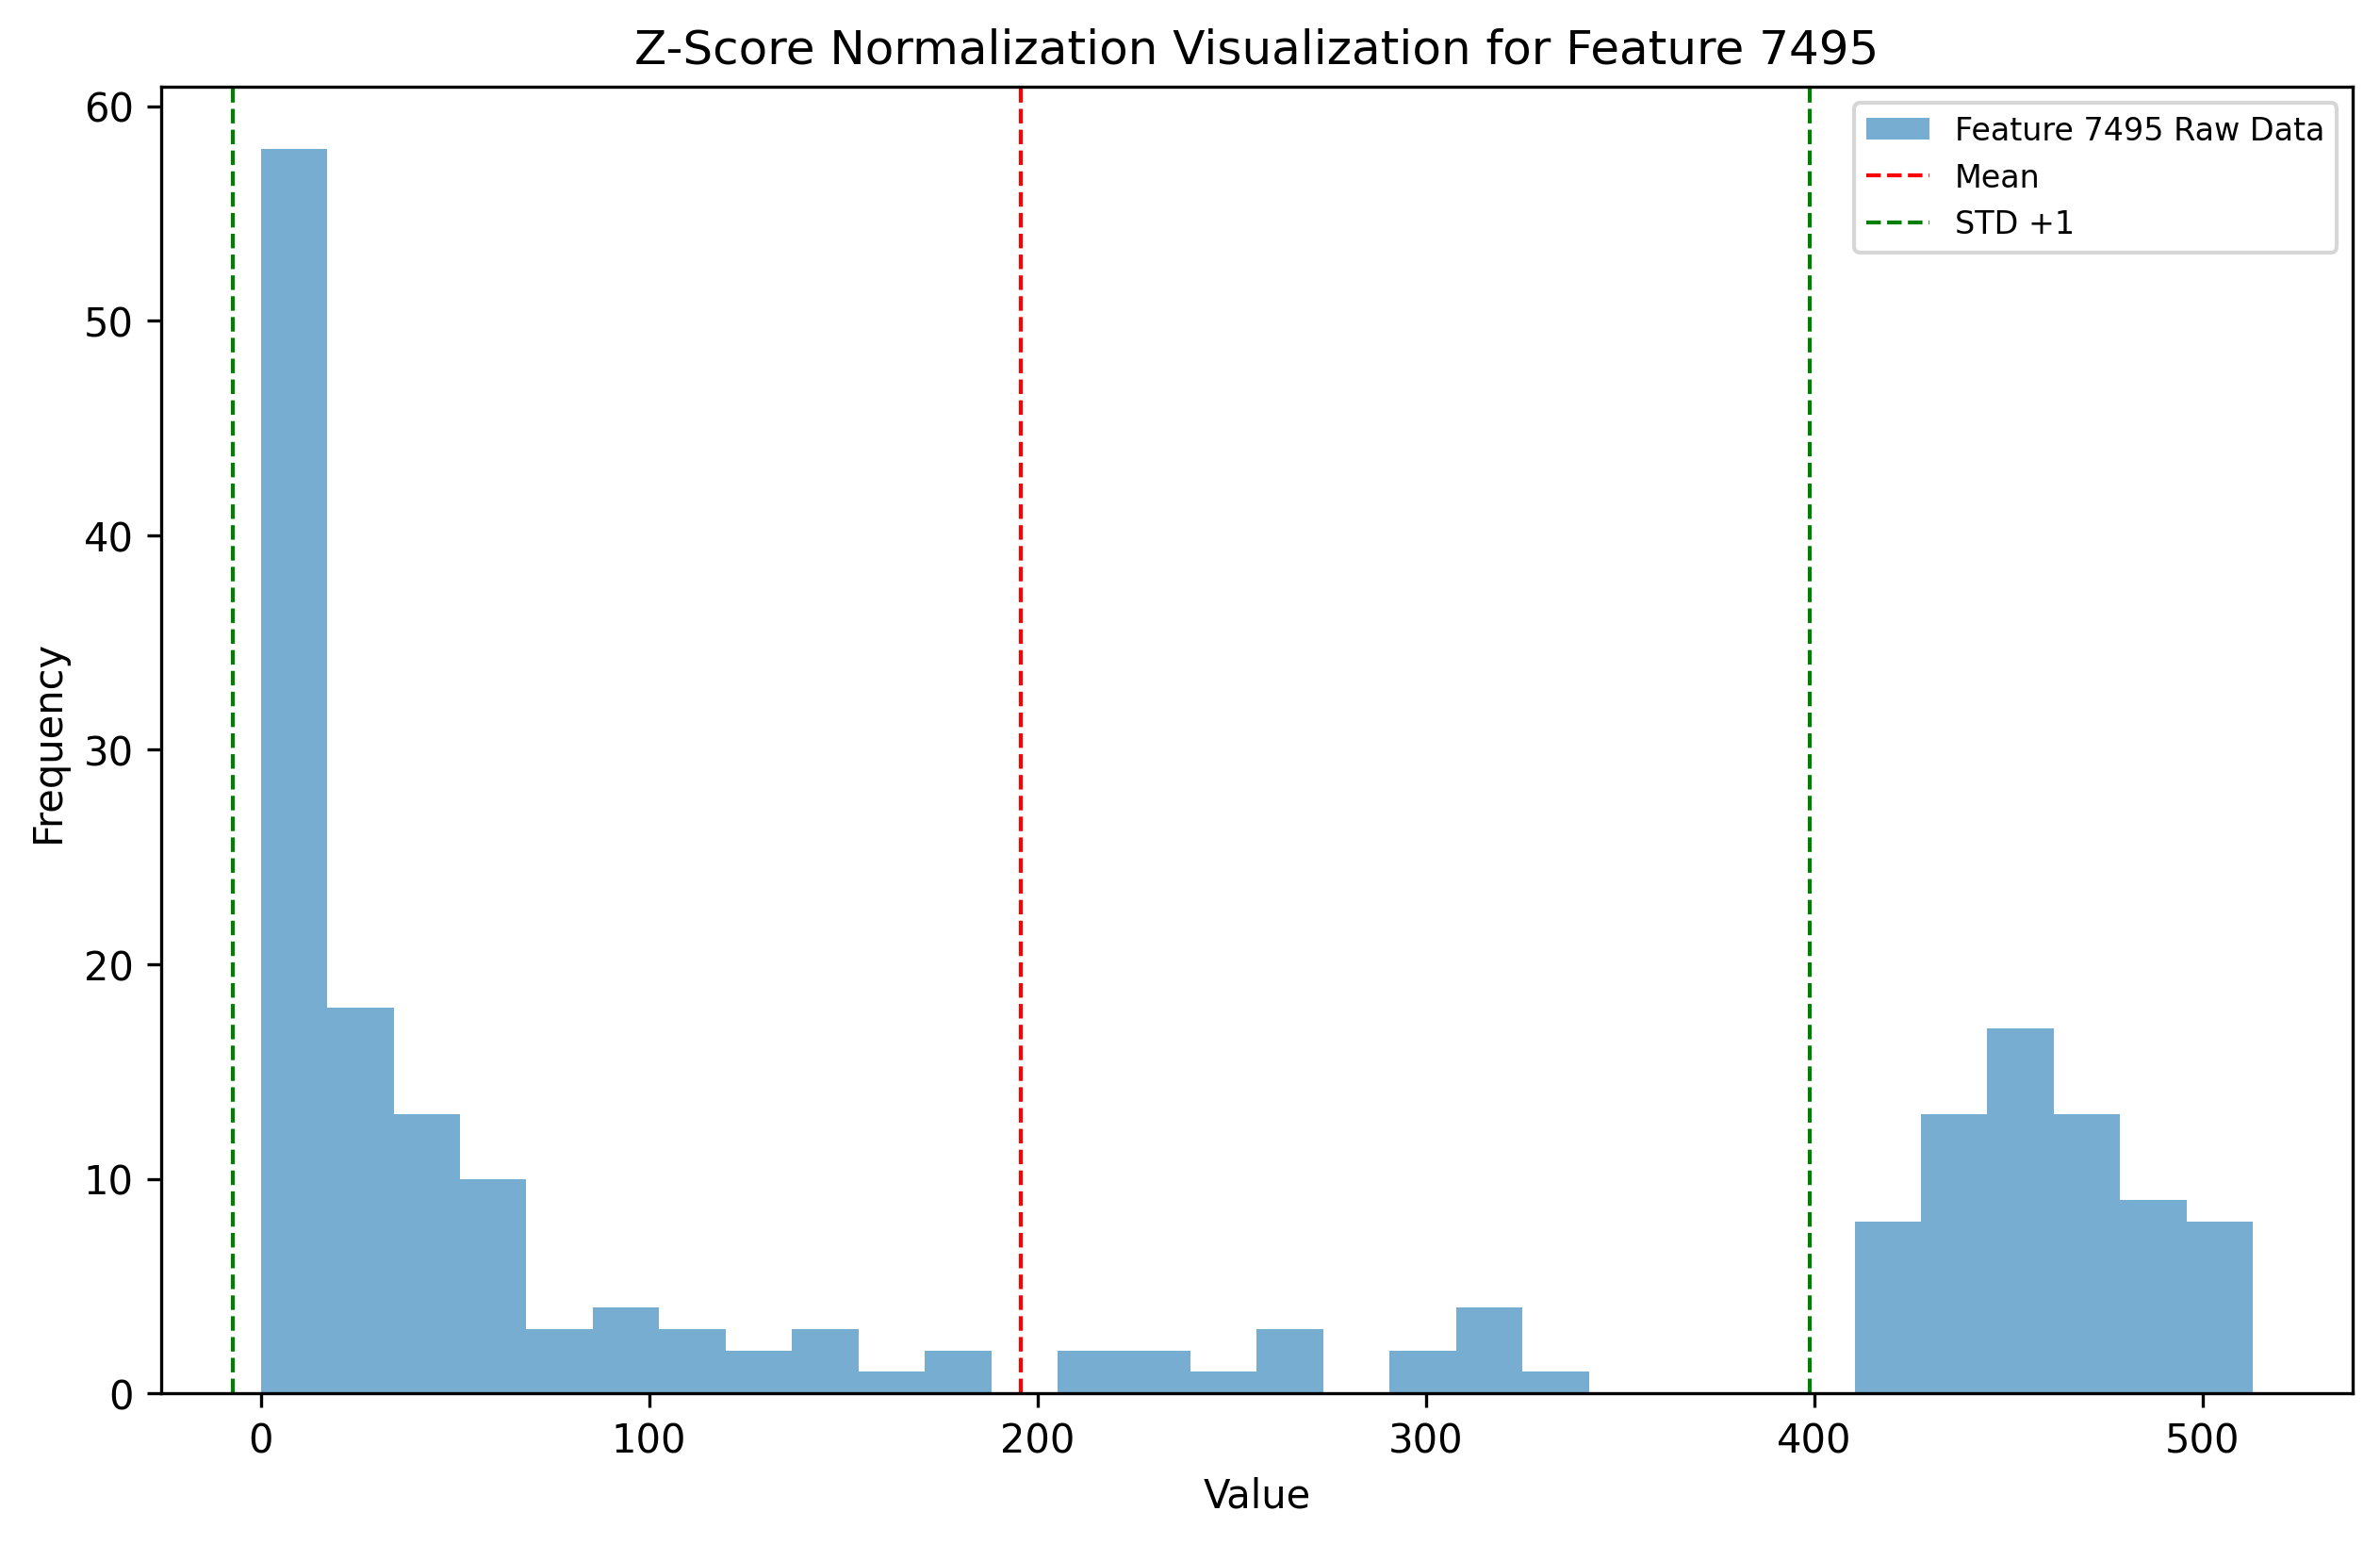 Z-Score Normalization Visualization for Feature 7495
Feature 7495 Raw Data
Mean
STD +1
60
50
40
30
20
10
0
Frequency
0 100 200 300 400 500
Value